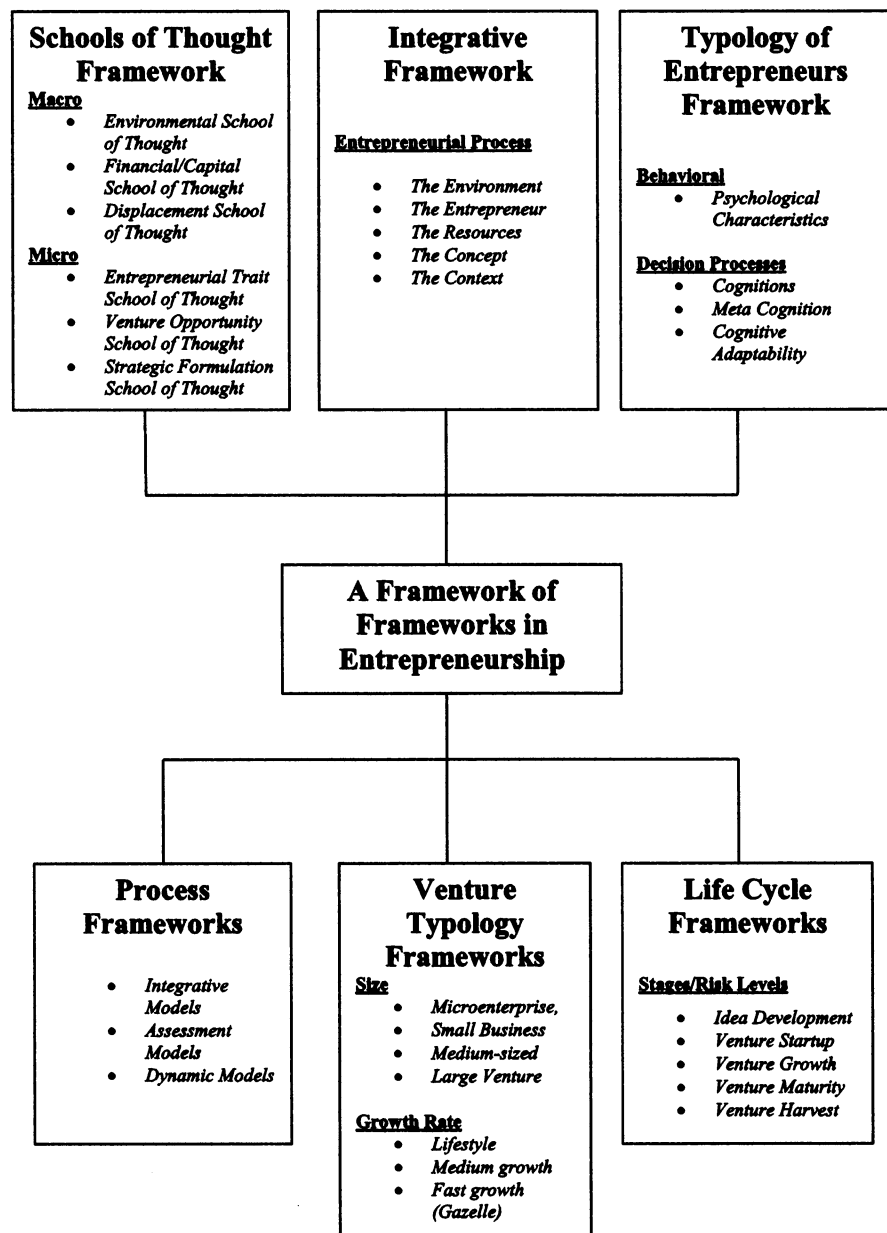 Schools of Thought
Framework
Macro
• Environmental School
of Thought
• Financial/Capital
School of Thought
• Displacement School
of Thought
Micro
• Entrepreneurial Trait
School of Thought
• Venture Opportunity
School of Thought
• Strategic Formulation
School of Thought
Integrative
Framework
Entrepreneurial Process
• The Environment
• The Entrepreneur
• The Resources
• The Concept
• The Context
Typology of
Entrepreneurs
Framework
Behavioral
• Psychological
Characteristics
Decision Processes
• Cognitions
• Meta Cognition
• Cognitive
Adaptability
A Framework of
Frameworks in
Entrepreneurship
Process
Frameworks
• Integrative
Models
• Assessment
Models
• Dynamic Models
Venture
Typology
Frameworks
Size
• Microenterprise,
• Small Business
• Medium-sized
• Large Venture
Growth Rate
• Lifestyle
• Medium growth
• Fast growth
(Gazelle)
Life Cycle
Frameworks
Stages/Risk Levels
• Idea Development
• Venture Startup
• Venture Growth
• Venture Maturity
• Venture Harvest